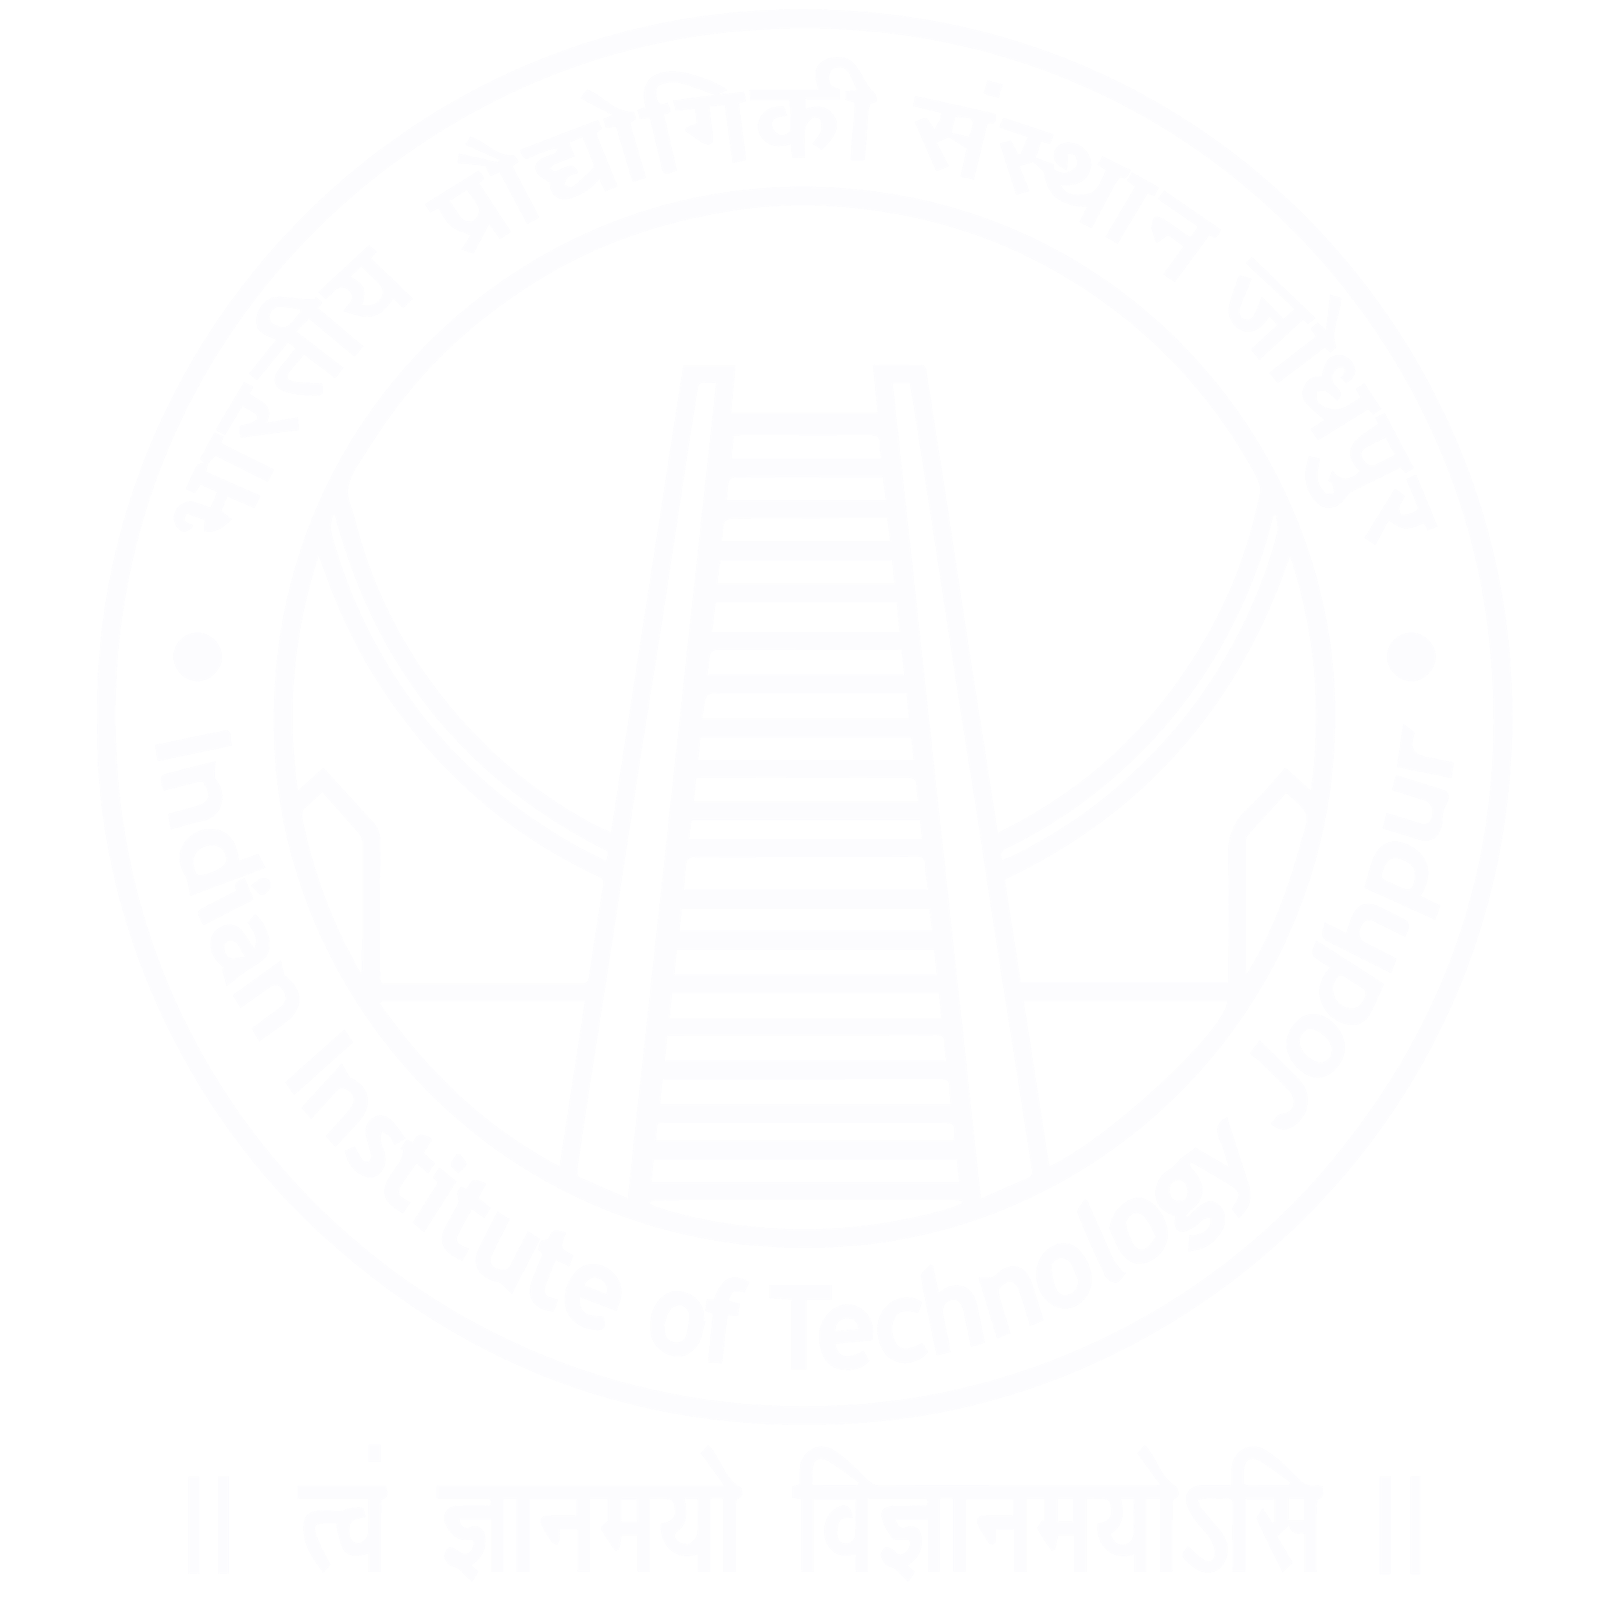 भारतीय प्रौद्योगिकी संस्थान जोधपुर
Indian Institute of Technology Jodhpur
|| त्वं ज्ञानमयो विज्ञानमयोऽसि ||